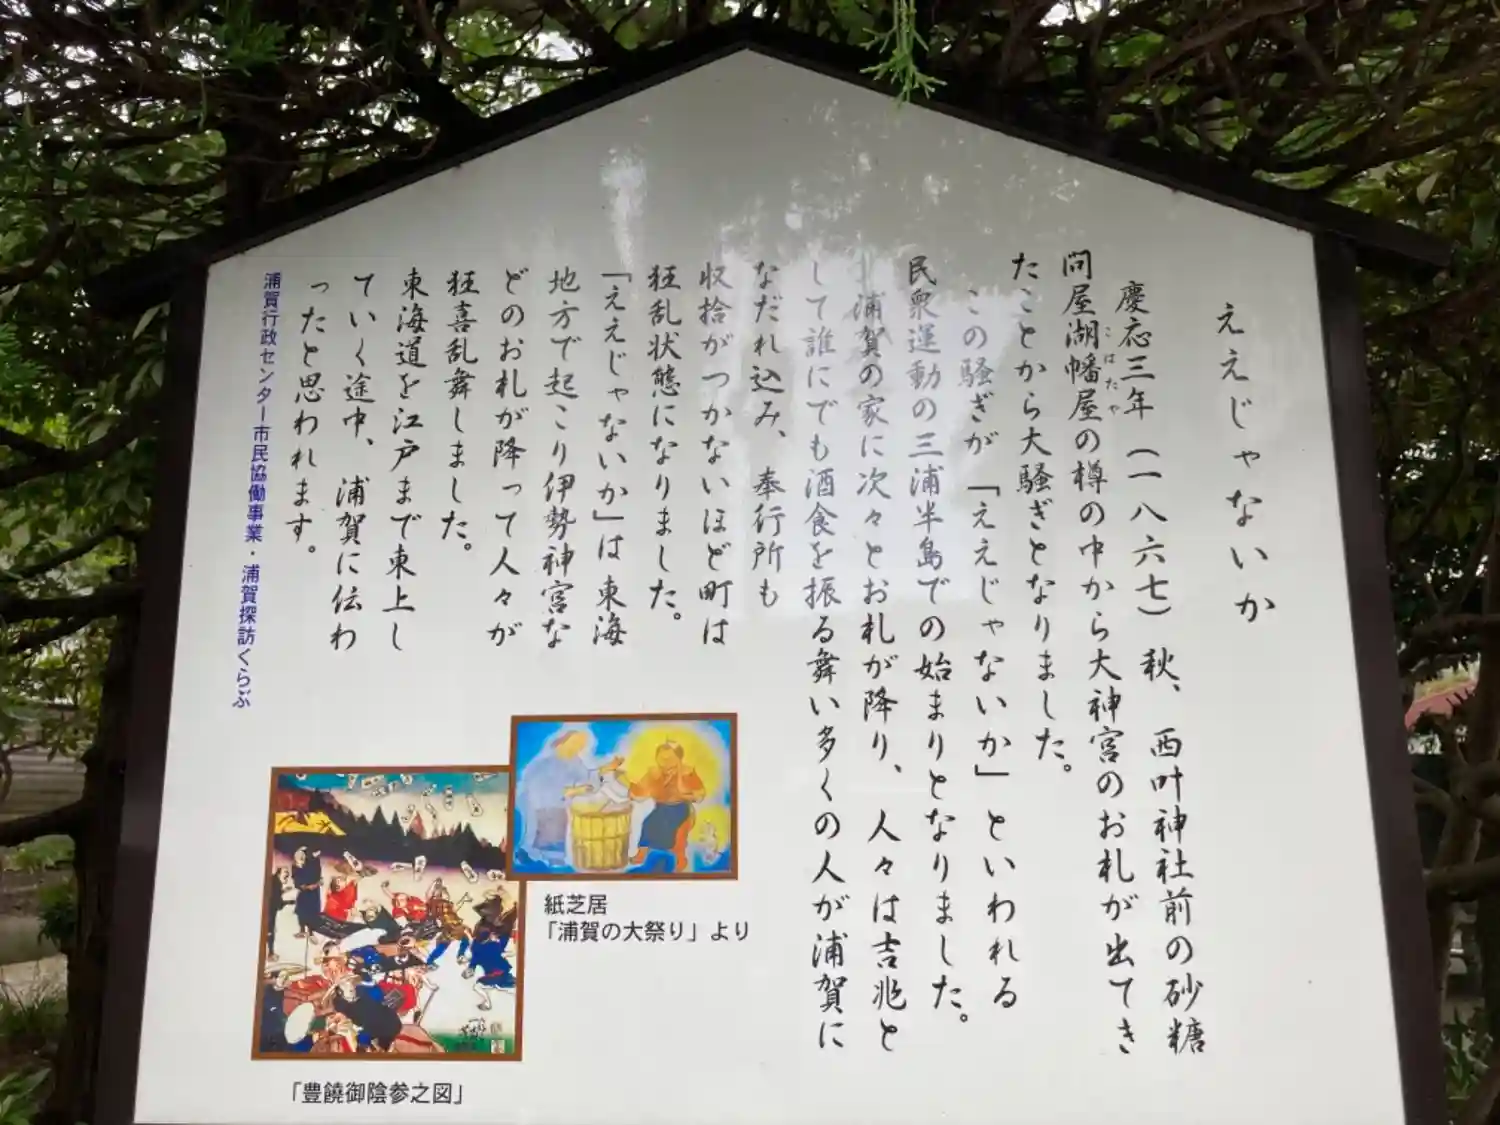 ええじゃないか
慶応三年(一八六七)秋、西叶神社前の砂糖
問屋湖幡屋の樽の中から大神宮のお札が出てき
こはたや
たことから大騒ぎとなりました。
この騒ぎが「ええじゃないか」といわれる
民衆運動の三浦半島での始まりとなりました。
浦賀の家に次々とお札が降り、人々は吉兆と
して誰にでも酒食を振る舞い多くの人が浦賀に
なだれ込み、奉行所も
収拾がつかないほど町は
狂乱状態になりました。
「ええじゃないか」は東海
地方で起こり伊勢神宮な
どのお札が降って人々が
狂喜乱舞しました。
東海道を江戸まで東上し
ていく途中、浦賀に伝わ
ったと思われます。
浦賀行政センター市民協働事業・浦賀探訪くらぶ
紙芝居
「浦賀の大祭り」より
「豊饒御陰参之図」